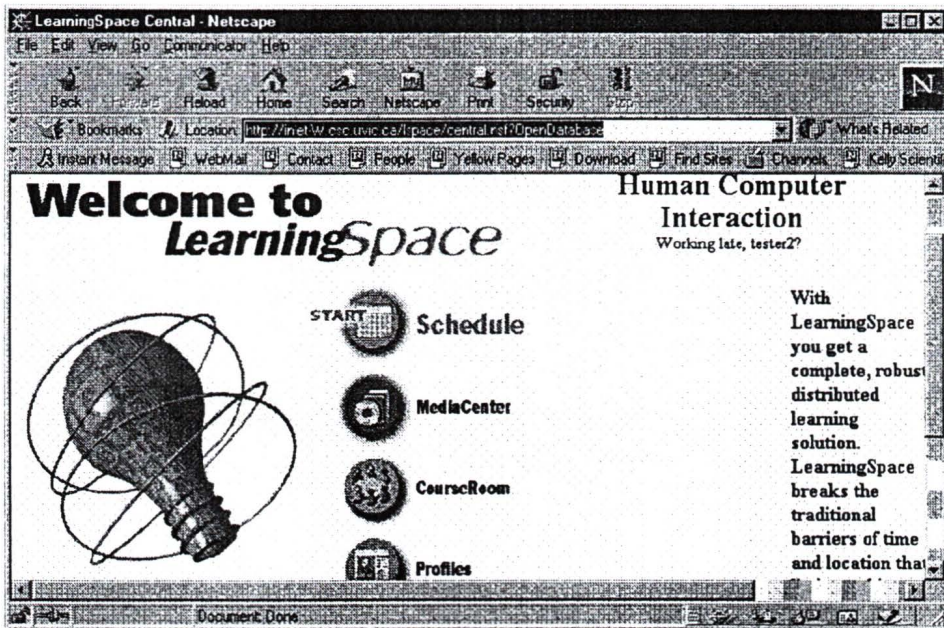 LearningSpace Central - Netscape
File Edit View Go Communicator Help
Back Forward Reload Home Search Netscape Print Security Stop
Bookmarks Location: http://inet-W.csc.uvic.ca/lspace/central.nsf?OpenDatabase What's Related
Instant Message WebMail Contact People Yellow Pages Download Find Sites Channels Kelly Scienti
Welcome to
LearningSpace
Human Computer
Interaction
Working late, tester2?
START
Schedule
MediaCenter
CourseRoom
Profiles
With
LearningSpace
you get a
complete, robust
distributed
learning
solution.
LearningSpace
breaks the
traditional
barriers of time
and location that
Document: Done